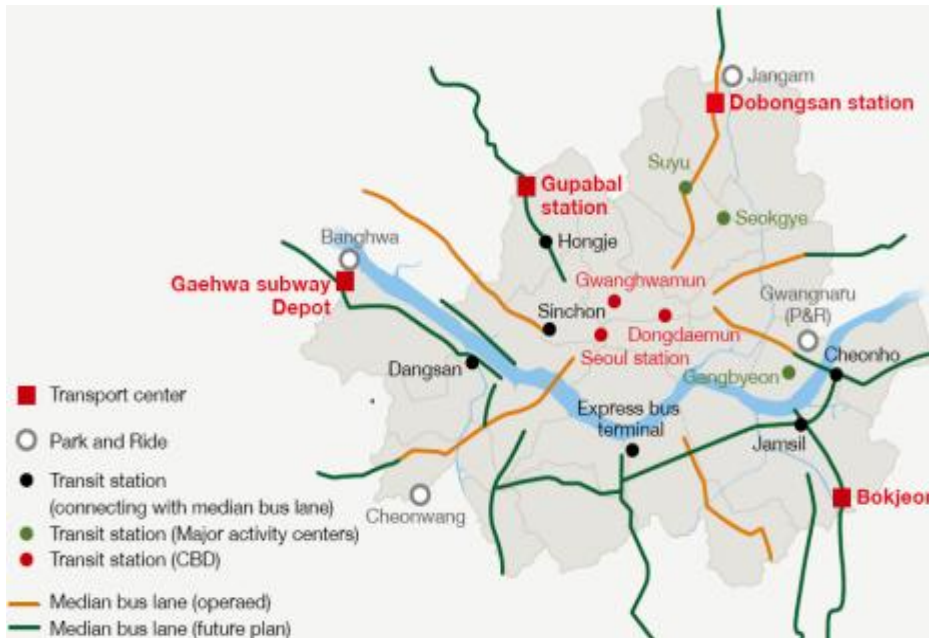 Jangam
Dobongsan station
Suyu
Gupabal
station
Seokgye
Banghwa
Hongje
Gaehwa subway
Depot
Gwanghwamun
Gwangnaru
(P&R)
Sinchon
Dongdaemun
Seoul station
Cheonho
Dangsan
Gangbyeon
Transport center
Express bus
terminal
Park and Ride
Jamsil
Transit station
(connecting with median bus lane)
Cheonwang
Bokjeon
Transit station (Major activity centers)
Transit station (CBD)
Median bus lane (operaed)
Median bus lane (future plan)